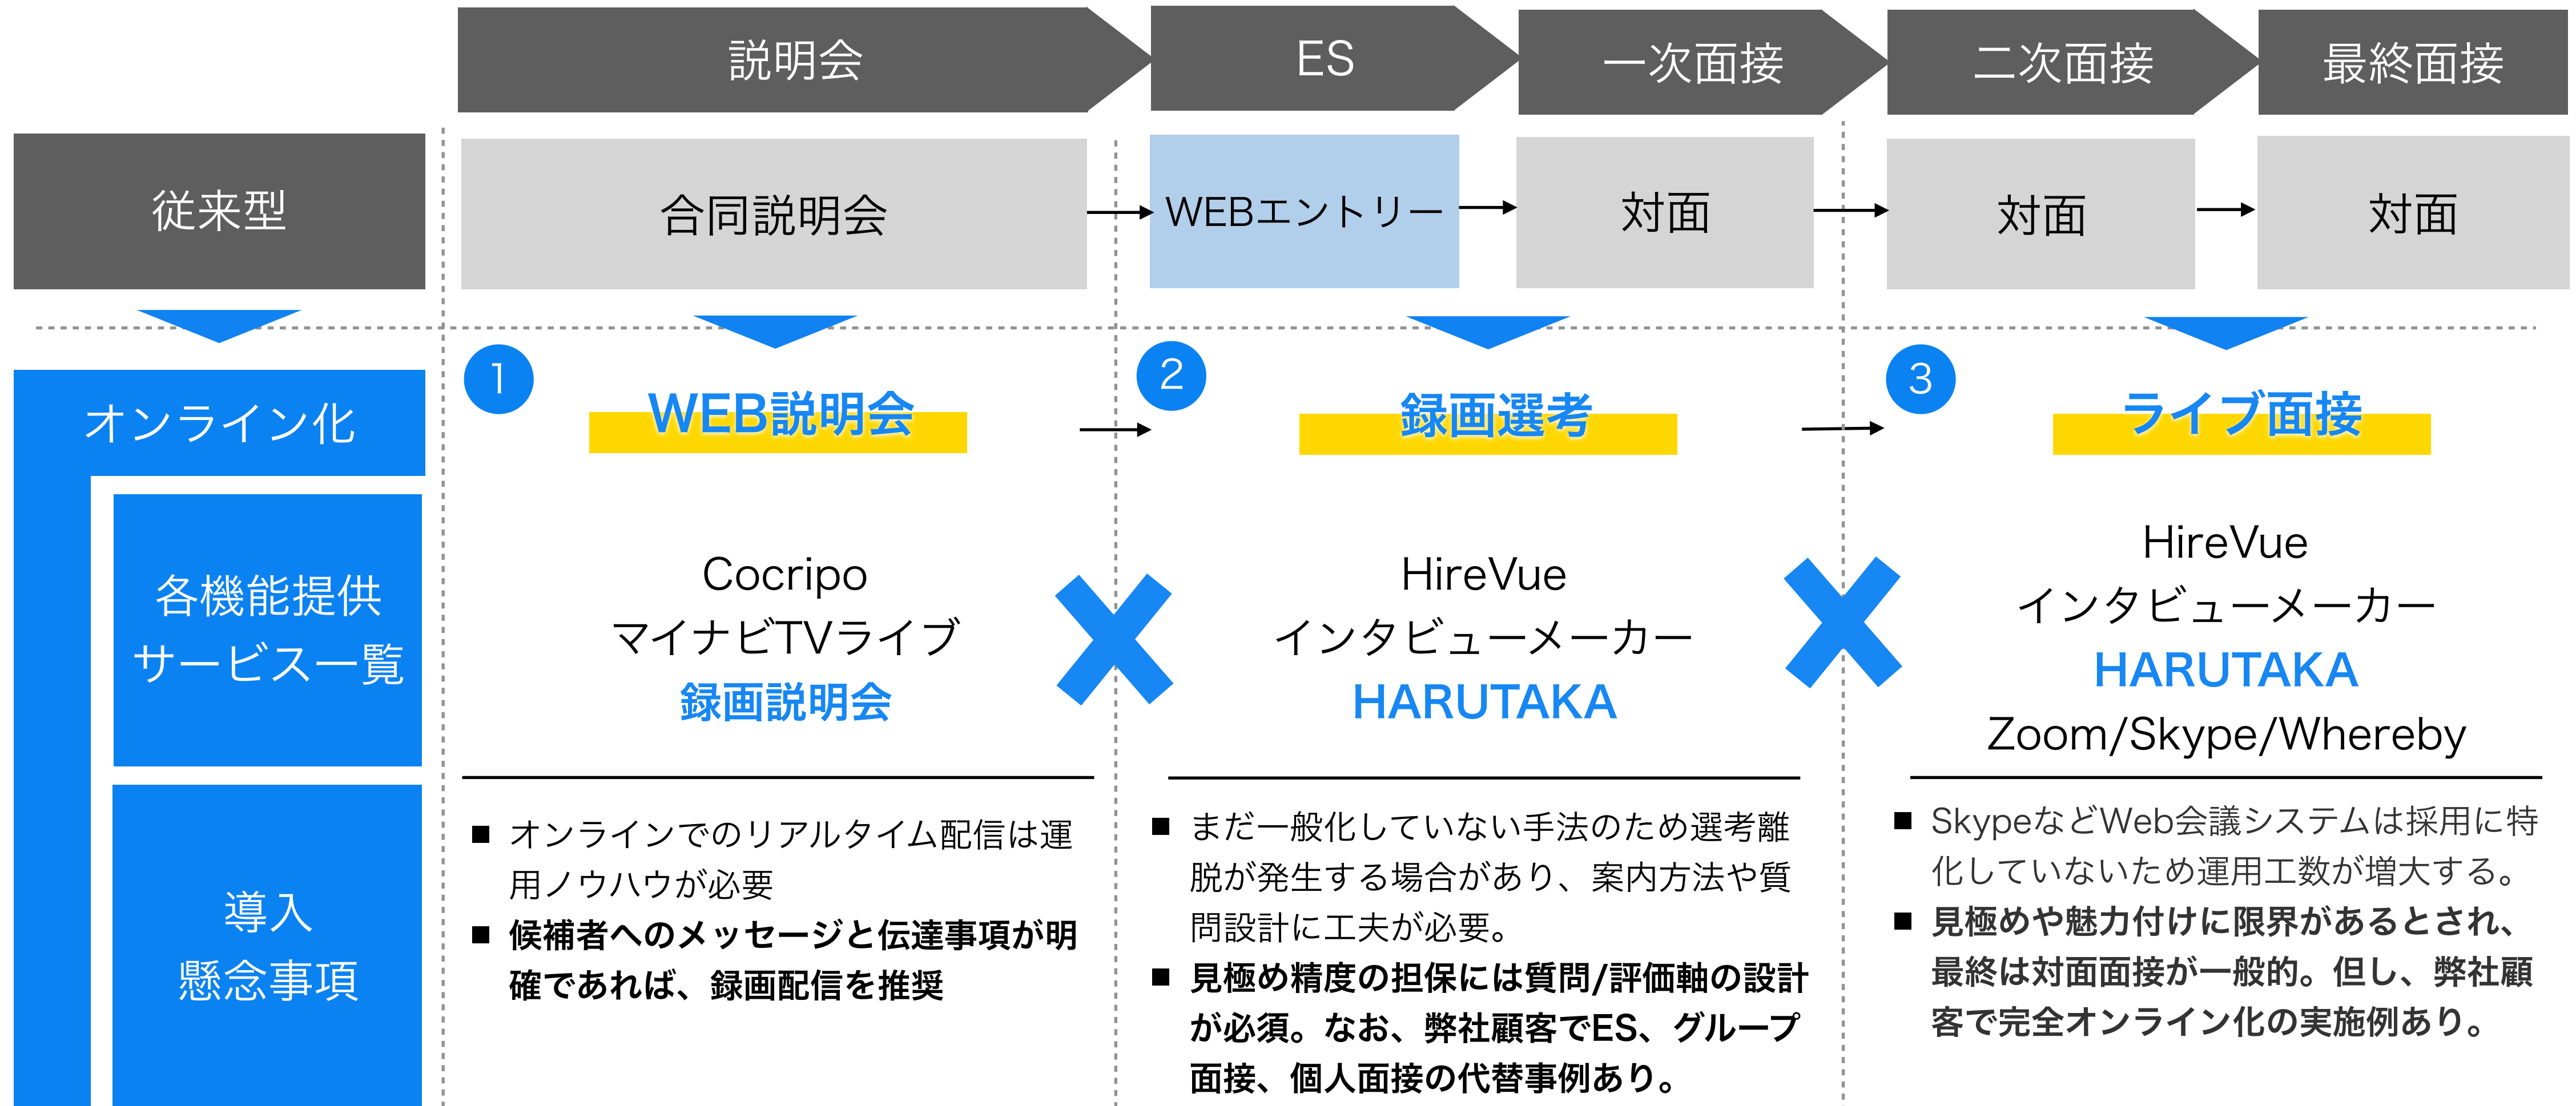 説明会
ES
一次面接
二次面接
最終面接
従来型
合同説明会
WEBエントリー
対面
対面
対面
オンライン化
1
WEB説明会
2
録画選考
3
ライブ面接
各機能提供
サービス一覧
Cocripo
マイナビTVライブ
録画説明会
HireVue
インタビューメーカー
HARUTAKA
HireVue
インタビューメーカー
HARUTAKA
Zoom/Skype/Whereby
導入
懸念事項
■ オンラインでのリアルタイム配信は運
用ノウハウが必要
■ 候補者へのメッセージと伝達事項が明
確であれば、録画配信を推奨
■ まだ一般化していない手法のため選考離
脱が発生する場合があり、案内方法や質
問設計に工夫が必要。
■ 見極め精度の担保には質問/評価軸の設計
が必須。なお、弊社顧客でES、グループ
面接、個人面接の代替事例あり。
■ SkypeなどWeb会議システムは採用に特
化していないため運用工数が増大する。
■ 見極めや魅力付けに限界があるとされ、
最終は対面面接が一般的。但し、弊社顧
客で完全オンライン化の実施例あり。